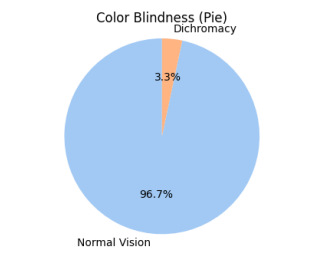 Color Blindness (Pie)
Dichromacy
3.3%
96.7%
Normal Vision